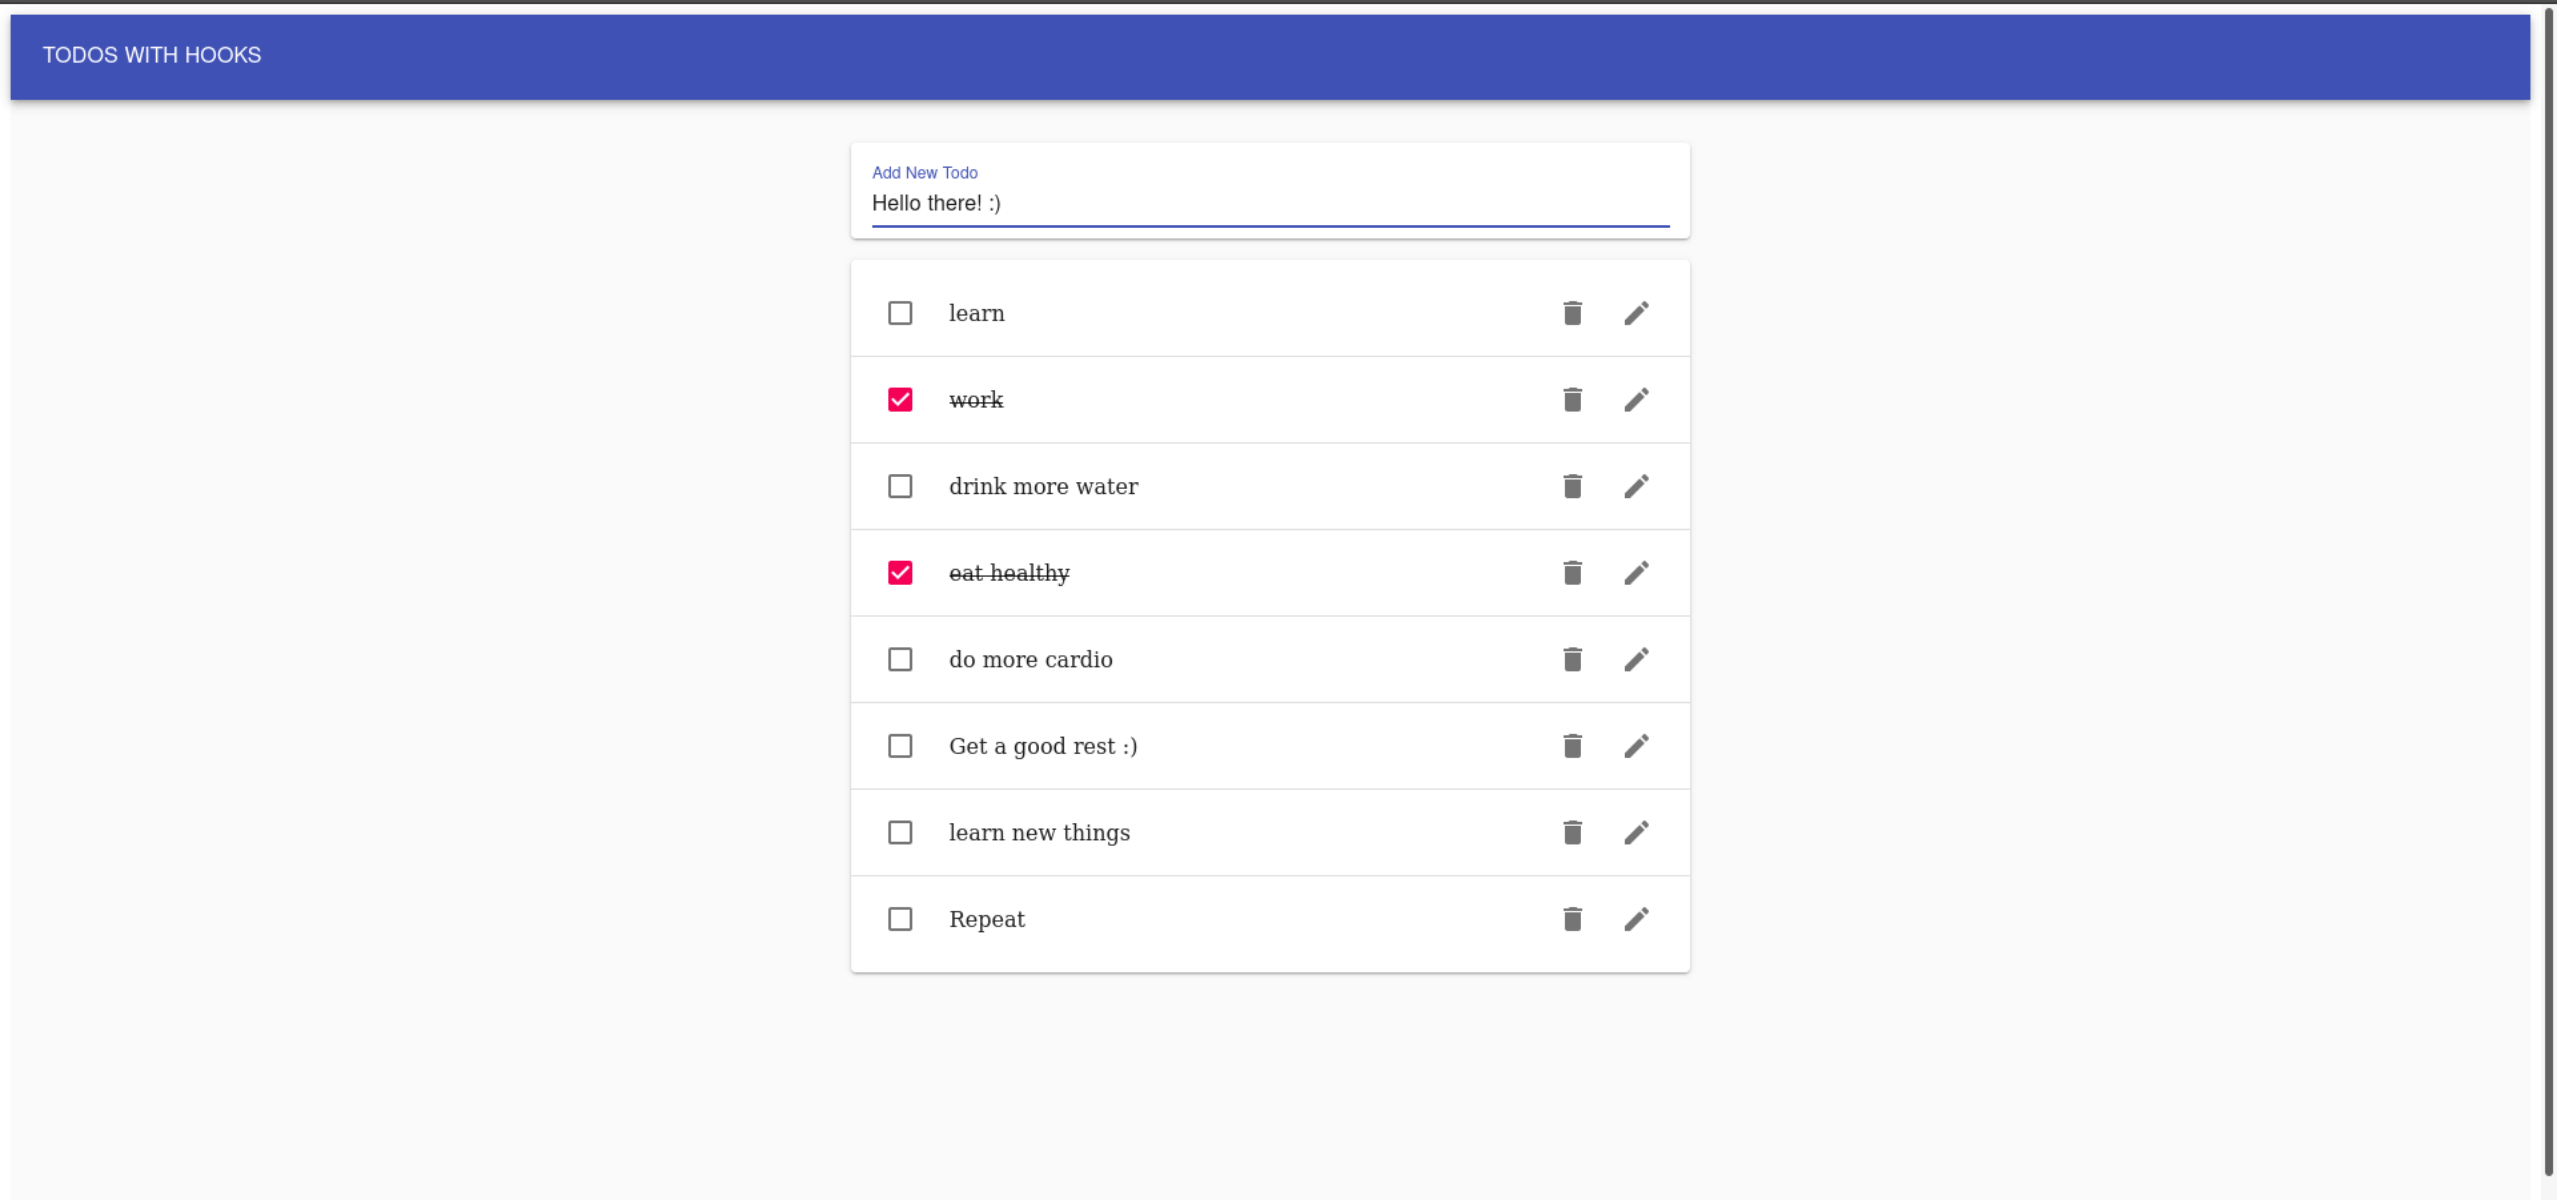 TODOS WITH HOOKS
Add New Todo
Hello there! :)
learn
work
drink more water
eat healthy
do more cardio
Get a good rest :)
learn new things
Repeat